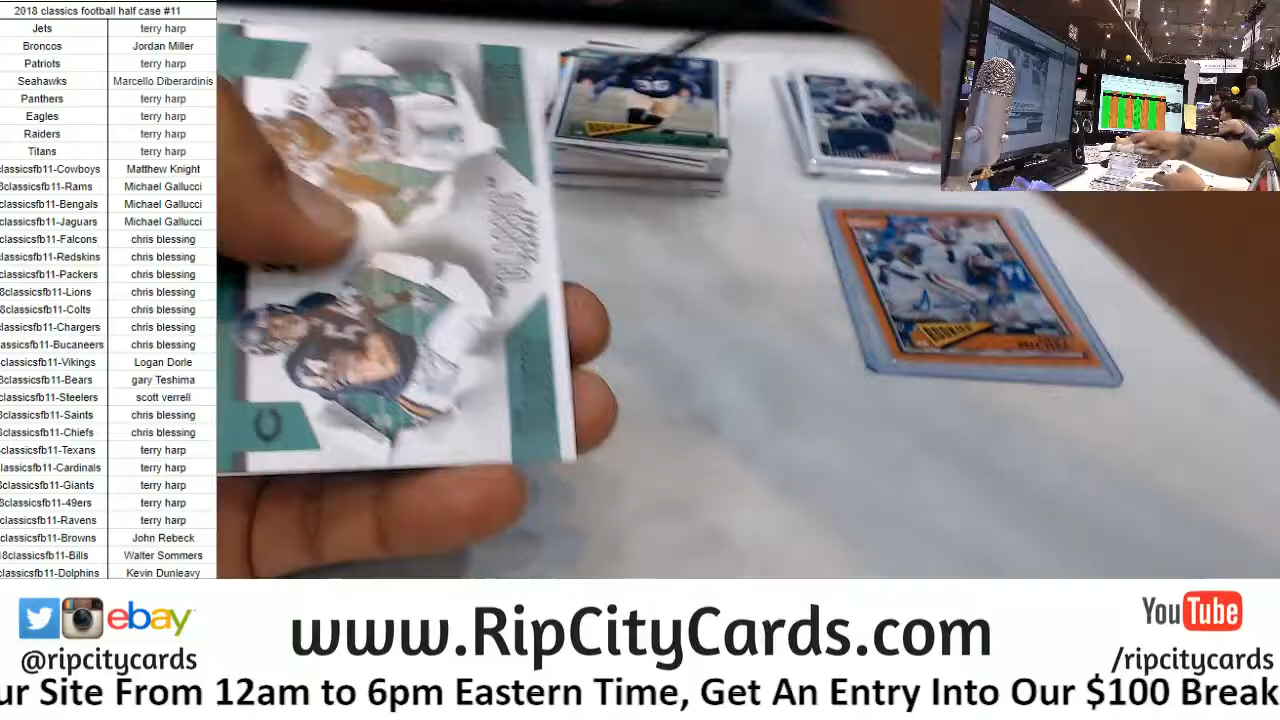 2018 classics football half case #11
Jets terry harp
Broncos Jordan Miller
Patriots terry harp
Seahawks Marcello Diberardinis
Panthers terry harp
Eagles terry harp
Raiders terry harp
Titans terry harp
classicsfb11-Cowboys Matthew Knight
8classicsfb11-Rams Michael Gallucci
classicsfb11-Bengals Michael Gallucci
classicsfb11-Jaguars Michael Gallucci
classicsfb11-Falcons chris blessing
classicsfb11-Redskins chris blessing
classicsfb11-Packers chris blessing
8classicsfb11-Lions chris blessing
8classicsfb11-Colts chris blessing
classicsfb11-Chargers chris blessing
classicsfb11-Bucaneers chris blessing
classicsfb11-Vikings Logan Dorle
classicsfb11-Bears gary Teshima
classicsfb11-Steelers scott verrell
classicsfb11-Saints chris blessing
classicsfb11-Chiefs chris blessing
classicsfb11-Texans terry harp
classicsfb11-Cardinals terry harp
classicsfb11-Giants terry harp
8classicsfb11-49ers terry harp
classicsfb11-Ravens terry harp
classicsfb11-Browns John Rebeck
18classicsfb11-Bills Walter Sommers
classicsfb11-Dolphins Kevin Dunleavy
ebay
@ripcitycards
www.RipCityCards.com
YouTube
/ripcitycards
ur Site From 12am to 6pm Eastern Time, Get An Entry Into Our $100 Break